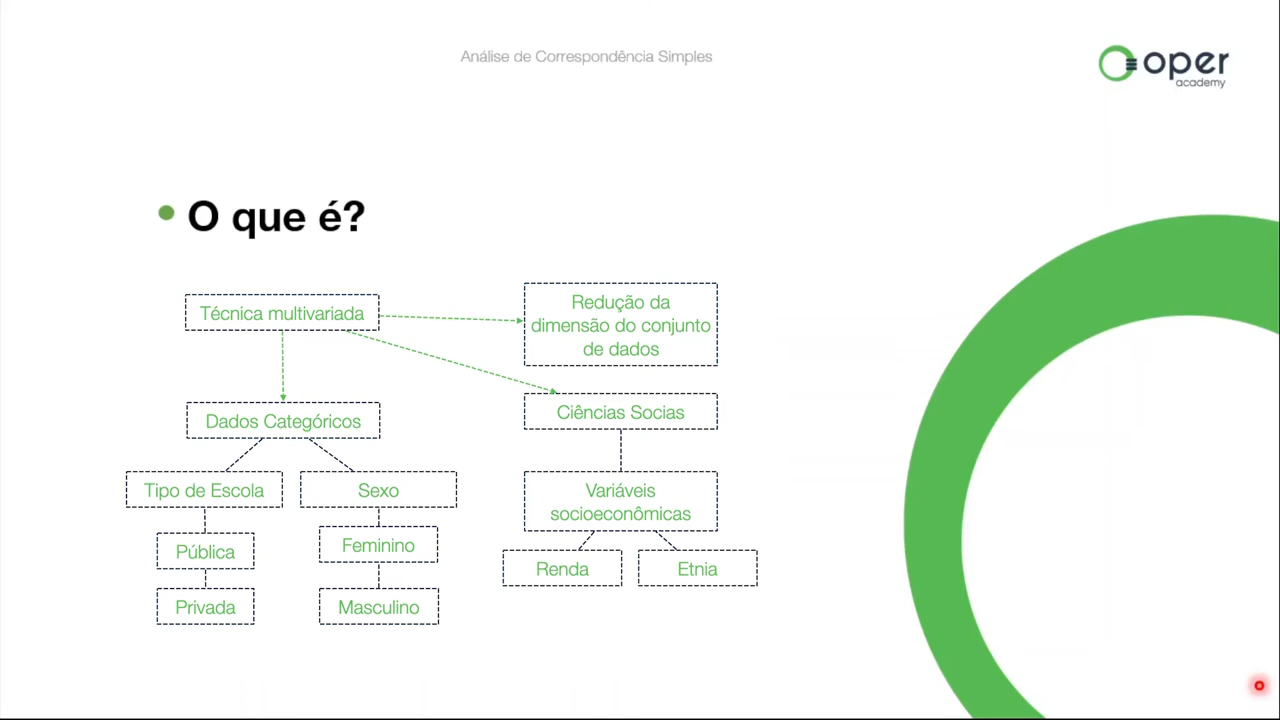 Análise de Correspondência Simples
oper
academy
O que é?
Técnica multivariada
Redução da
dimensão do conjunto
de dados
Dados Categóricos
Ciências Socias
Tipo de Escola
Sexo
Variáveis
socioeconômicas
Pública
Feminino
Renda
Etnia
Privada
Masculino